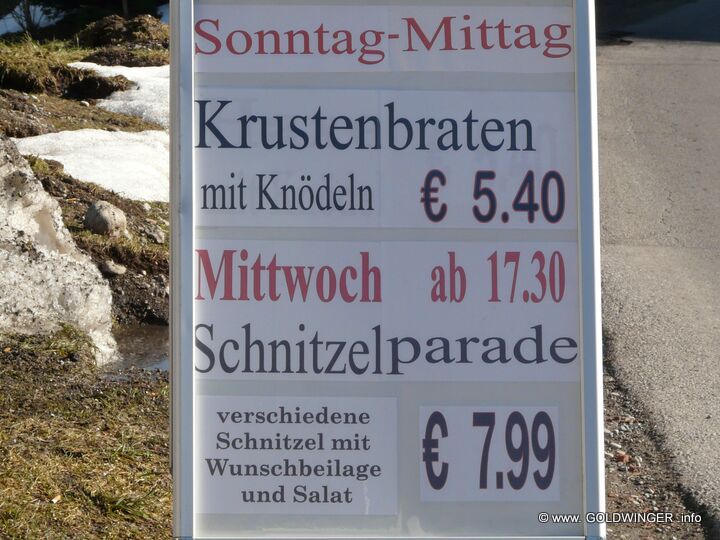 Sonntag-Mittag
Krustenbraten
mit Knödeln € 5.40
Mittwoch ab 17.30
Schnitzelparade
verschiedene
Schnitzel mit
Wunschbeilage
und Salat
€ 7.99
© www. GOLDWINGER .info